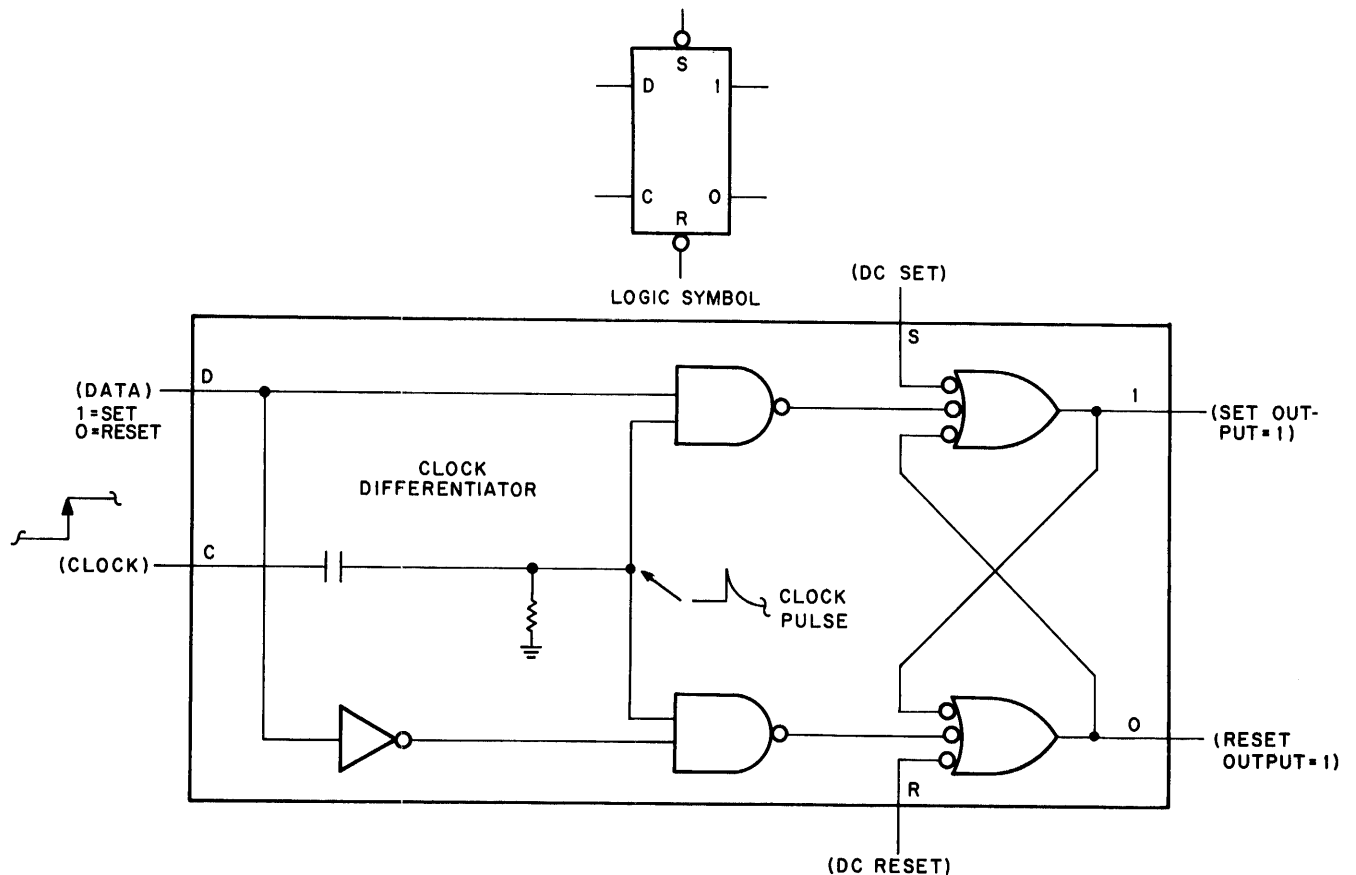 S
D 1
C 0
R
LOGIC SYMBOL
(DC SET)
S
D
(DATA)
1=SET
0=RESET
1
(SET OUT-
PUT=1)
CLOCK
DIFFERENTIATOR
C
(CLOCK)
CLOCK
PULSE
0
(RESET
OUTPUT=1)
R
(DC RESET)